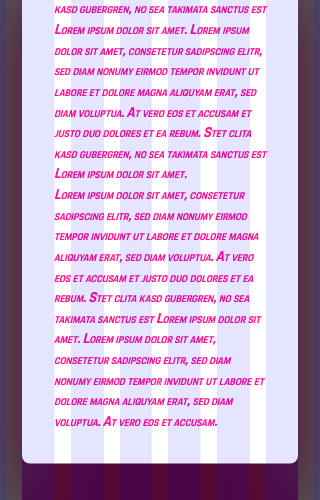 kasd gubergren, no sea takimata sanctus est
Lorem ipsum dolor sit amet. Lorem ipsum
dolor sit amet, consetetur sadipscing elitr,
sed diam nonumy eirmod tempor invidunt ut
labore et dolore magna aliquyam erat, sed
diam voluptua. At vero eos et accusam et
justo duo dolores et ea rebum. Stet clita
kasd gubergren, no sea takimata sanctus est
Lorem ipsum dolor sit amet.
Lorem ipsum dolor sit amet, consetetur
sadipscing elitr, sed diam nonumy eirmod
tempor invidunt ut labore et dolore magna
aliquyam erat, sed diam voluptua. At vero
eos et accusam et justo duo dolores et ea
rebum. Stet clita kasd gubergren, no sea
takimata sanctus est Lorem ipsum dolor sit
amet. Lorem ipsum dolor sit amet,
consetetur sadipscing elitr, sed diam
nonumy eirmod tempor invidunt ut labore et
dolore magna aliquyam erat, sed diam
voluptua. At vero eos et accusam.